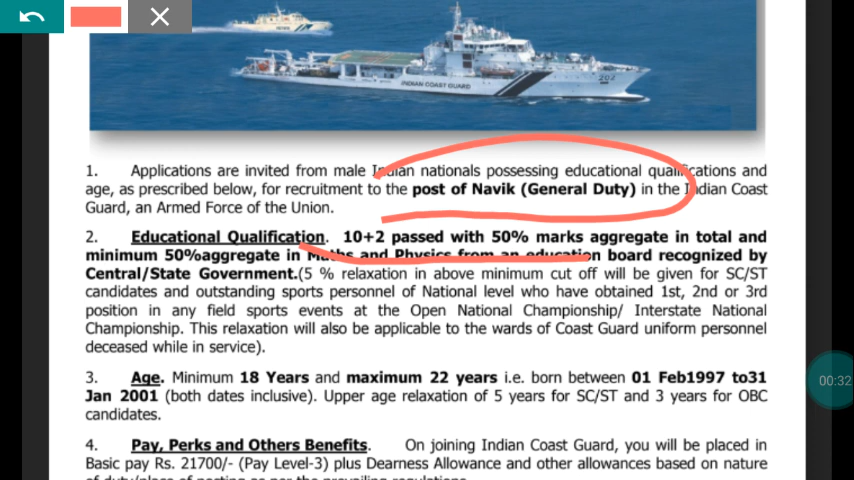 INDIAN COAST GUARD
202
1. Applications are invited from male Indian nationals possessing educational qualifications and
age, as prescribed below, for recruitment to the post of Navik (General Duty) in the Indian Coast
Guard, an Armed Force of the Union.
2. Educational Qualification. 10+2 passed with 50% marks aggregate in total and
minimum 50%aggregate in Maths and Physics from an education board recognized by
Central/State Government.(5 % relaxation in above minimum cut off will be given for SC/ST
candidates and outstanding sports personnel of National level who have obtained 1st, 2nd or 3rd
position in any field sports events at the Open National Championship/ Interstate National
Championship. This relaxation will also be applicable to the wards of Coast Guard uniform personnel
deceased while in service).
3. Age. Minimum 18 Years and maximum 22 years i.e. born between 01 Feb1997 to31
Jan 2001 (both dates inclusive). Upper age relaxation of 5 years for SC/ST and 3 years for OBC
candidates.
00:32
4. Pay, Perks and Others Benefits. On joining Indian Coast Guard, you will be placed in
Basic pay Rs. 21700/- (Pay Level-3) plus Dearness Allowance and other allowances based on nature
of duty/place of posting as per the prevailing regulations.